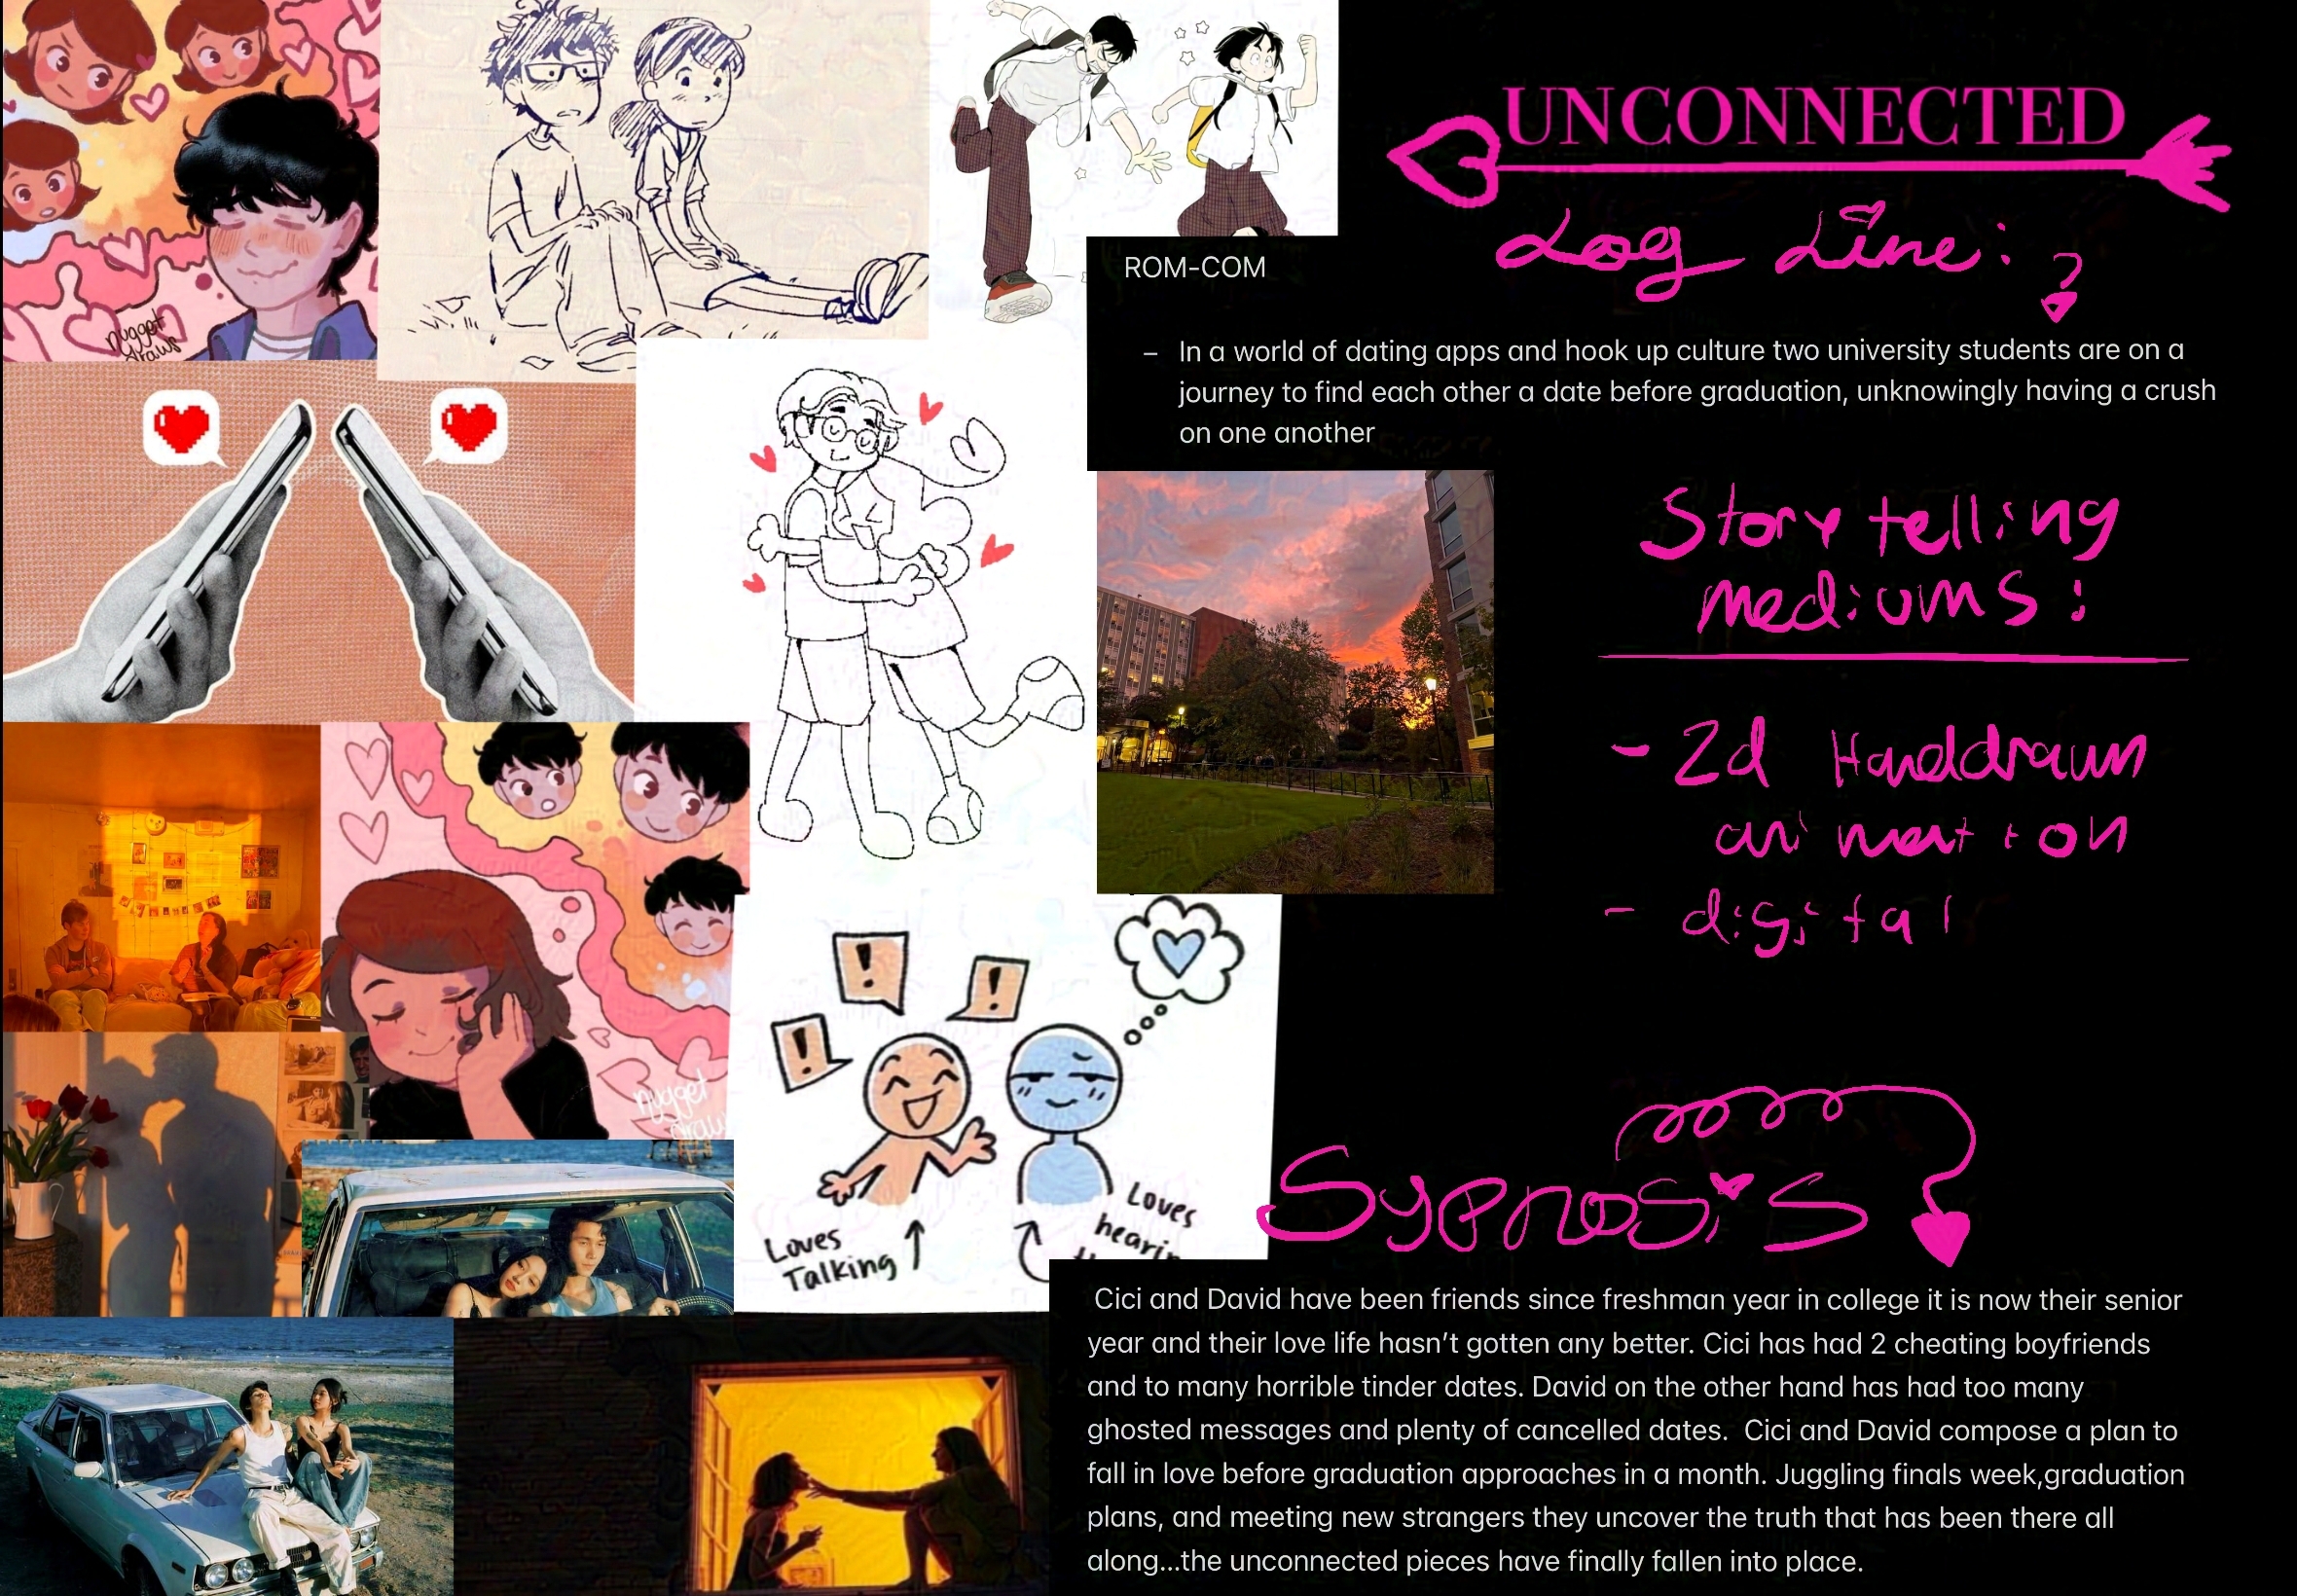 UNCONNECTED
Log Line:
ROM-COM
– In a world of dating apps and hook up culture two university students are on a
journey to find each other a date before graduation, unknowingly having a crush
on one another
Story telling
mediums:
- 2d Handdrawn
animation
- digital
Sypnosis
Cici and David have been friends since freshman year in college it is now their senior
year and their love life hasn't gotten any better. Cici has had 2 cheating boyfriends
and to many horrible tinder dates. David on the other hand has had too many
ghosted messages and plenty of cancelled dates.  Cici and David compose a plan to
fall in love before graduation approaches in a month. Juggling finals week,graduation
plans, and meeting new strangers they uncover the truth that has been there all
along...the unconnected pieces have finally fallen into place.
nugget
draws
nugget
draws
!
!
!
Loves
Talking
Loves